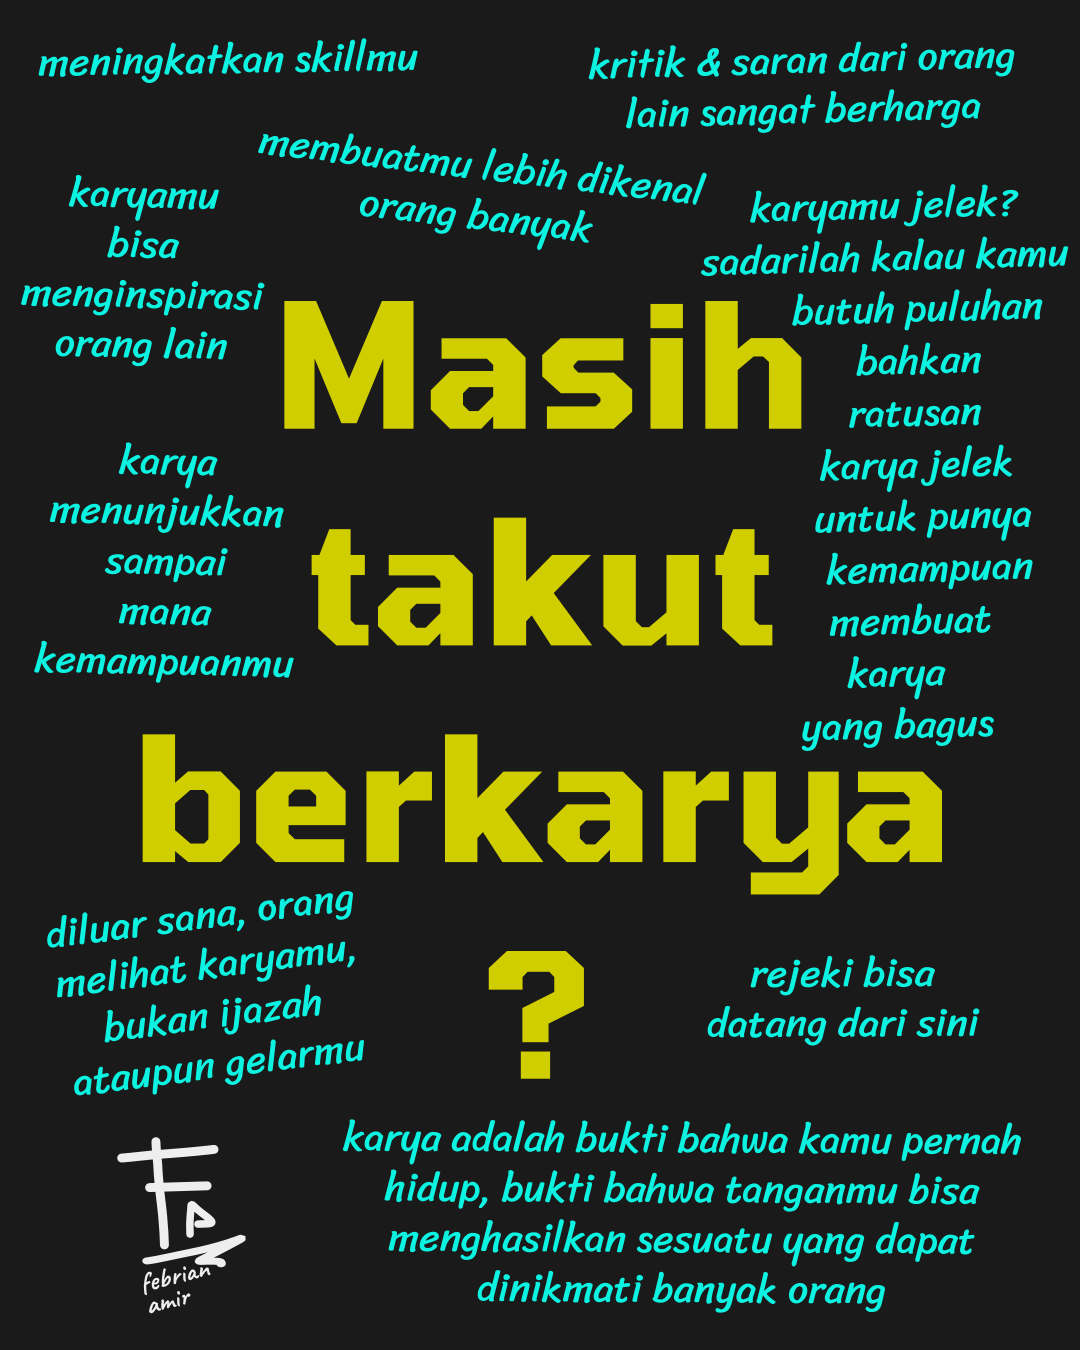 meningkatkan skillmu
kritik & saran dari orang
lain sangat berharga
membuatmu lebih dikenal
orang banyak
karyamu
bisa
menginspirasi
orang lain
karyamu jelek?
sadarilah kalau kamu
butuh puluhan
bahkan
ratusan
karya jelek
untuk punya
kemampuan
membuat
karya
yang bagus
Masih
takut
berkarya
?
karya
menunjukkan
sampai
mana
kemampuanmu
diluar sana, orang
melihat karyamu,
bukan ijazah
ataupun gelarmu
rejeki bisa
datang dari sini
karya adalah bukti bahwa kamu pernah
hidup, bukti bahwa tanganmu bisa
menghasilkan sesuatu yang dapat
dinikmati banyak orang
febrian
amir